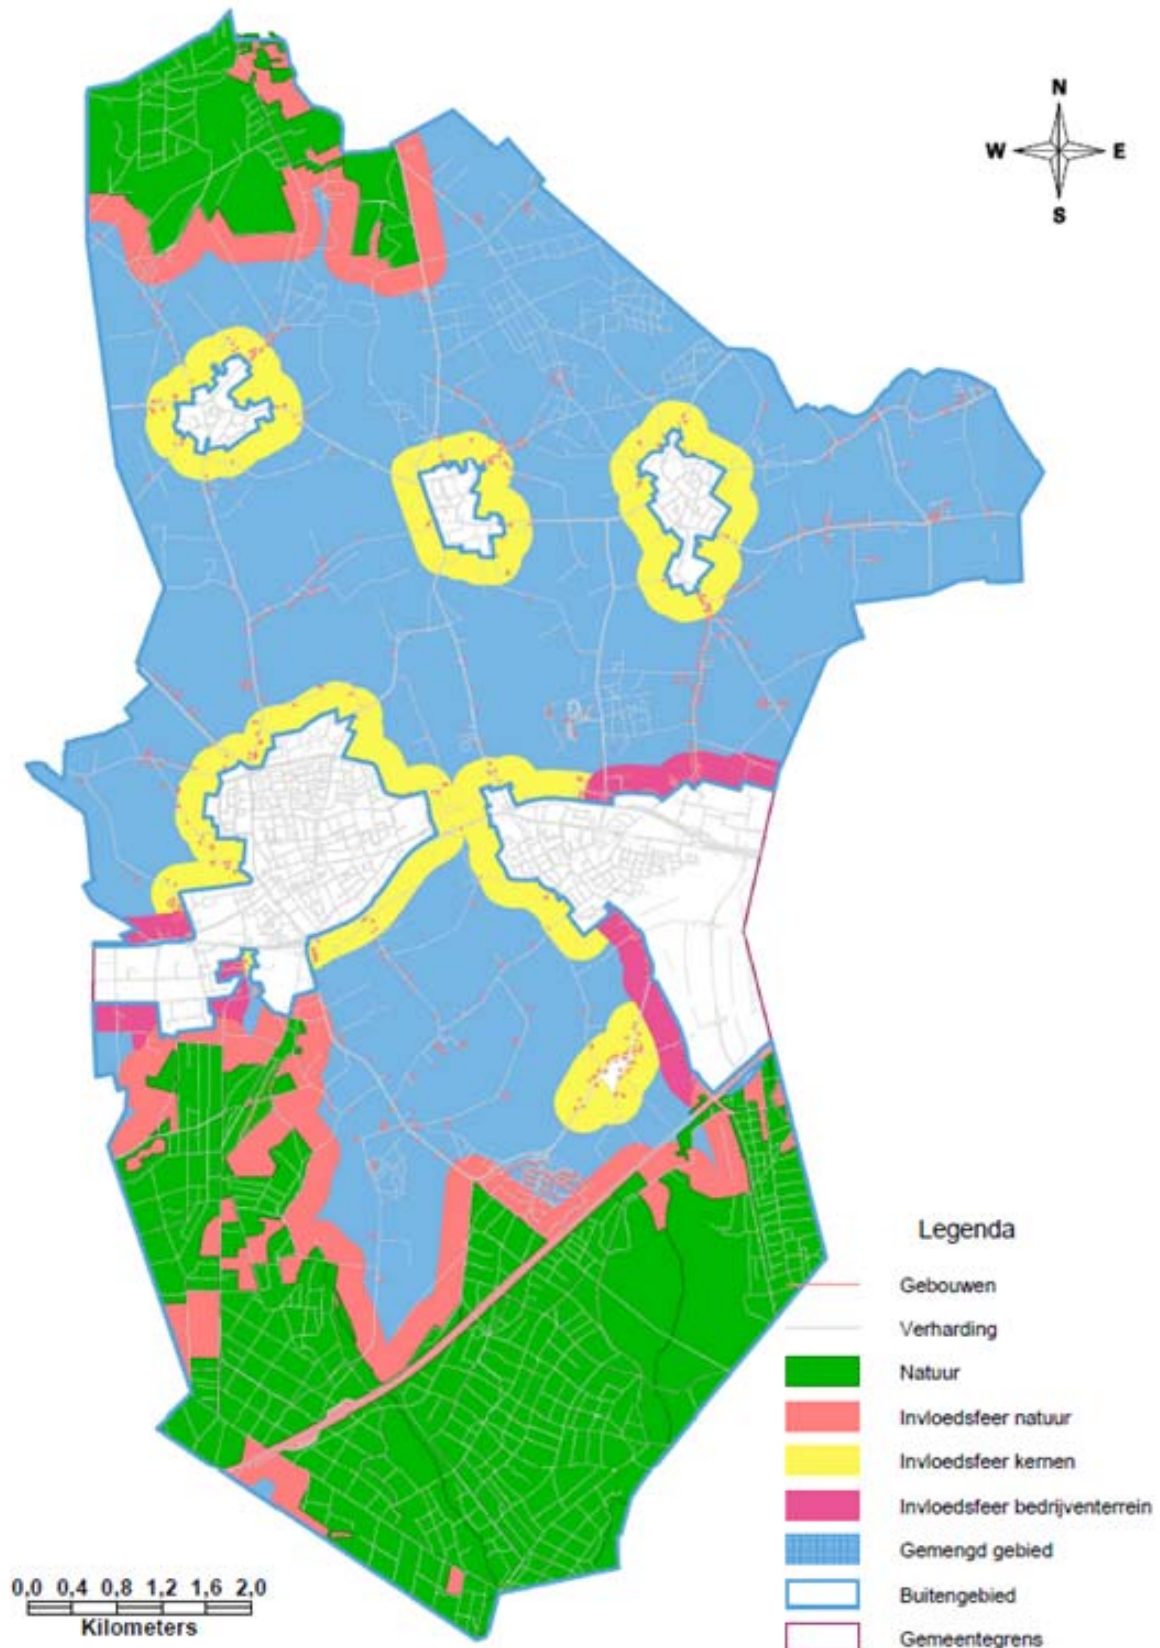 N
W E
S
Legenda
Gebouwen
Verharding
Natuur
Invloedsfeer natuur
Invloedsfeer kernen
Invloedsfeer bedrijventerrein
Gemengd gebied
Buitengebied
Gemeentegrens
0,0 0,4 0,8 1,2 1,6 2,0
Kilometers